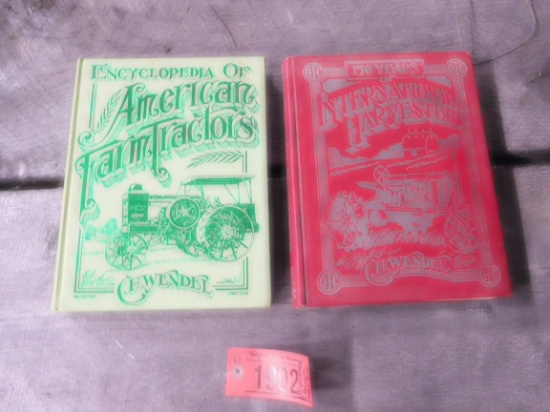 ENCYCLOPEDIA OF
American
Farm Tractors
C.H. WENDEL
150 YEARS
of
INTERNATIONAL
HARVESTER
C.H. WENDEL
1902